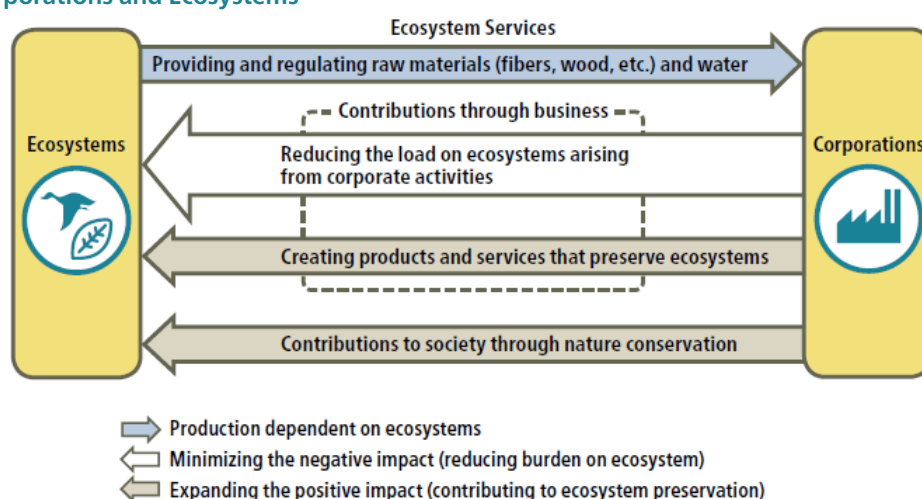 porations and Ecosystems
Ecosystem Services
Providing and regulating raw materials (fibers, wood, etc.) and water
Contributions through business
Ecosystems
Corporations
Reducing the load on ecosystems arising
from corporate activities
Creating products and services that preserve ecosystems
Contributions to society through nature conservation
Production dependent on ecosystems
Minimizing the negative impact (reducing burden on ecosystem)
Expanding the positive impact (contributing to ecosystem preservation)